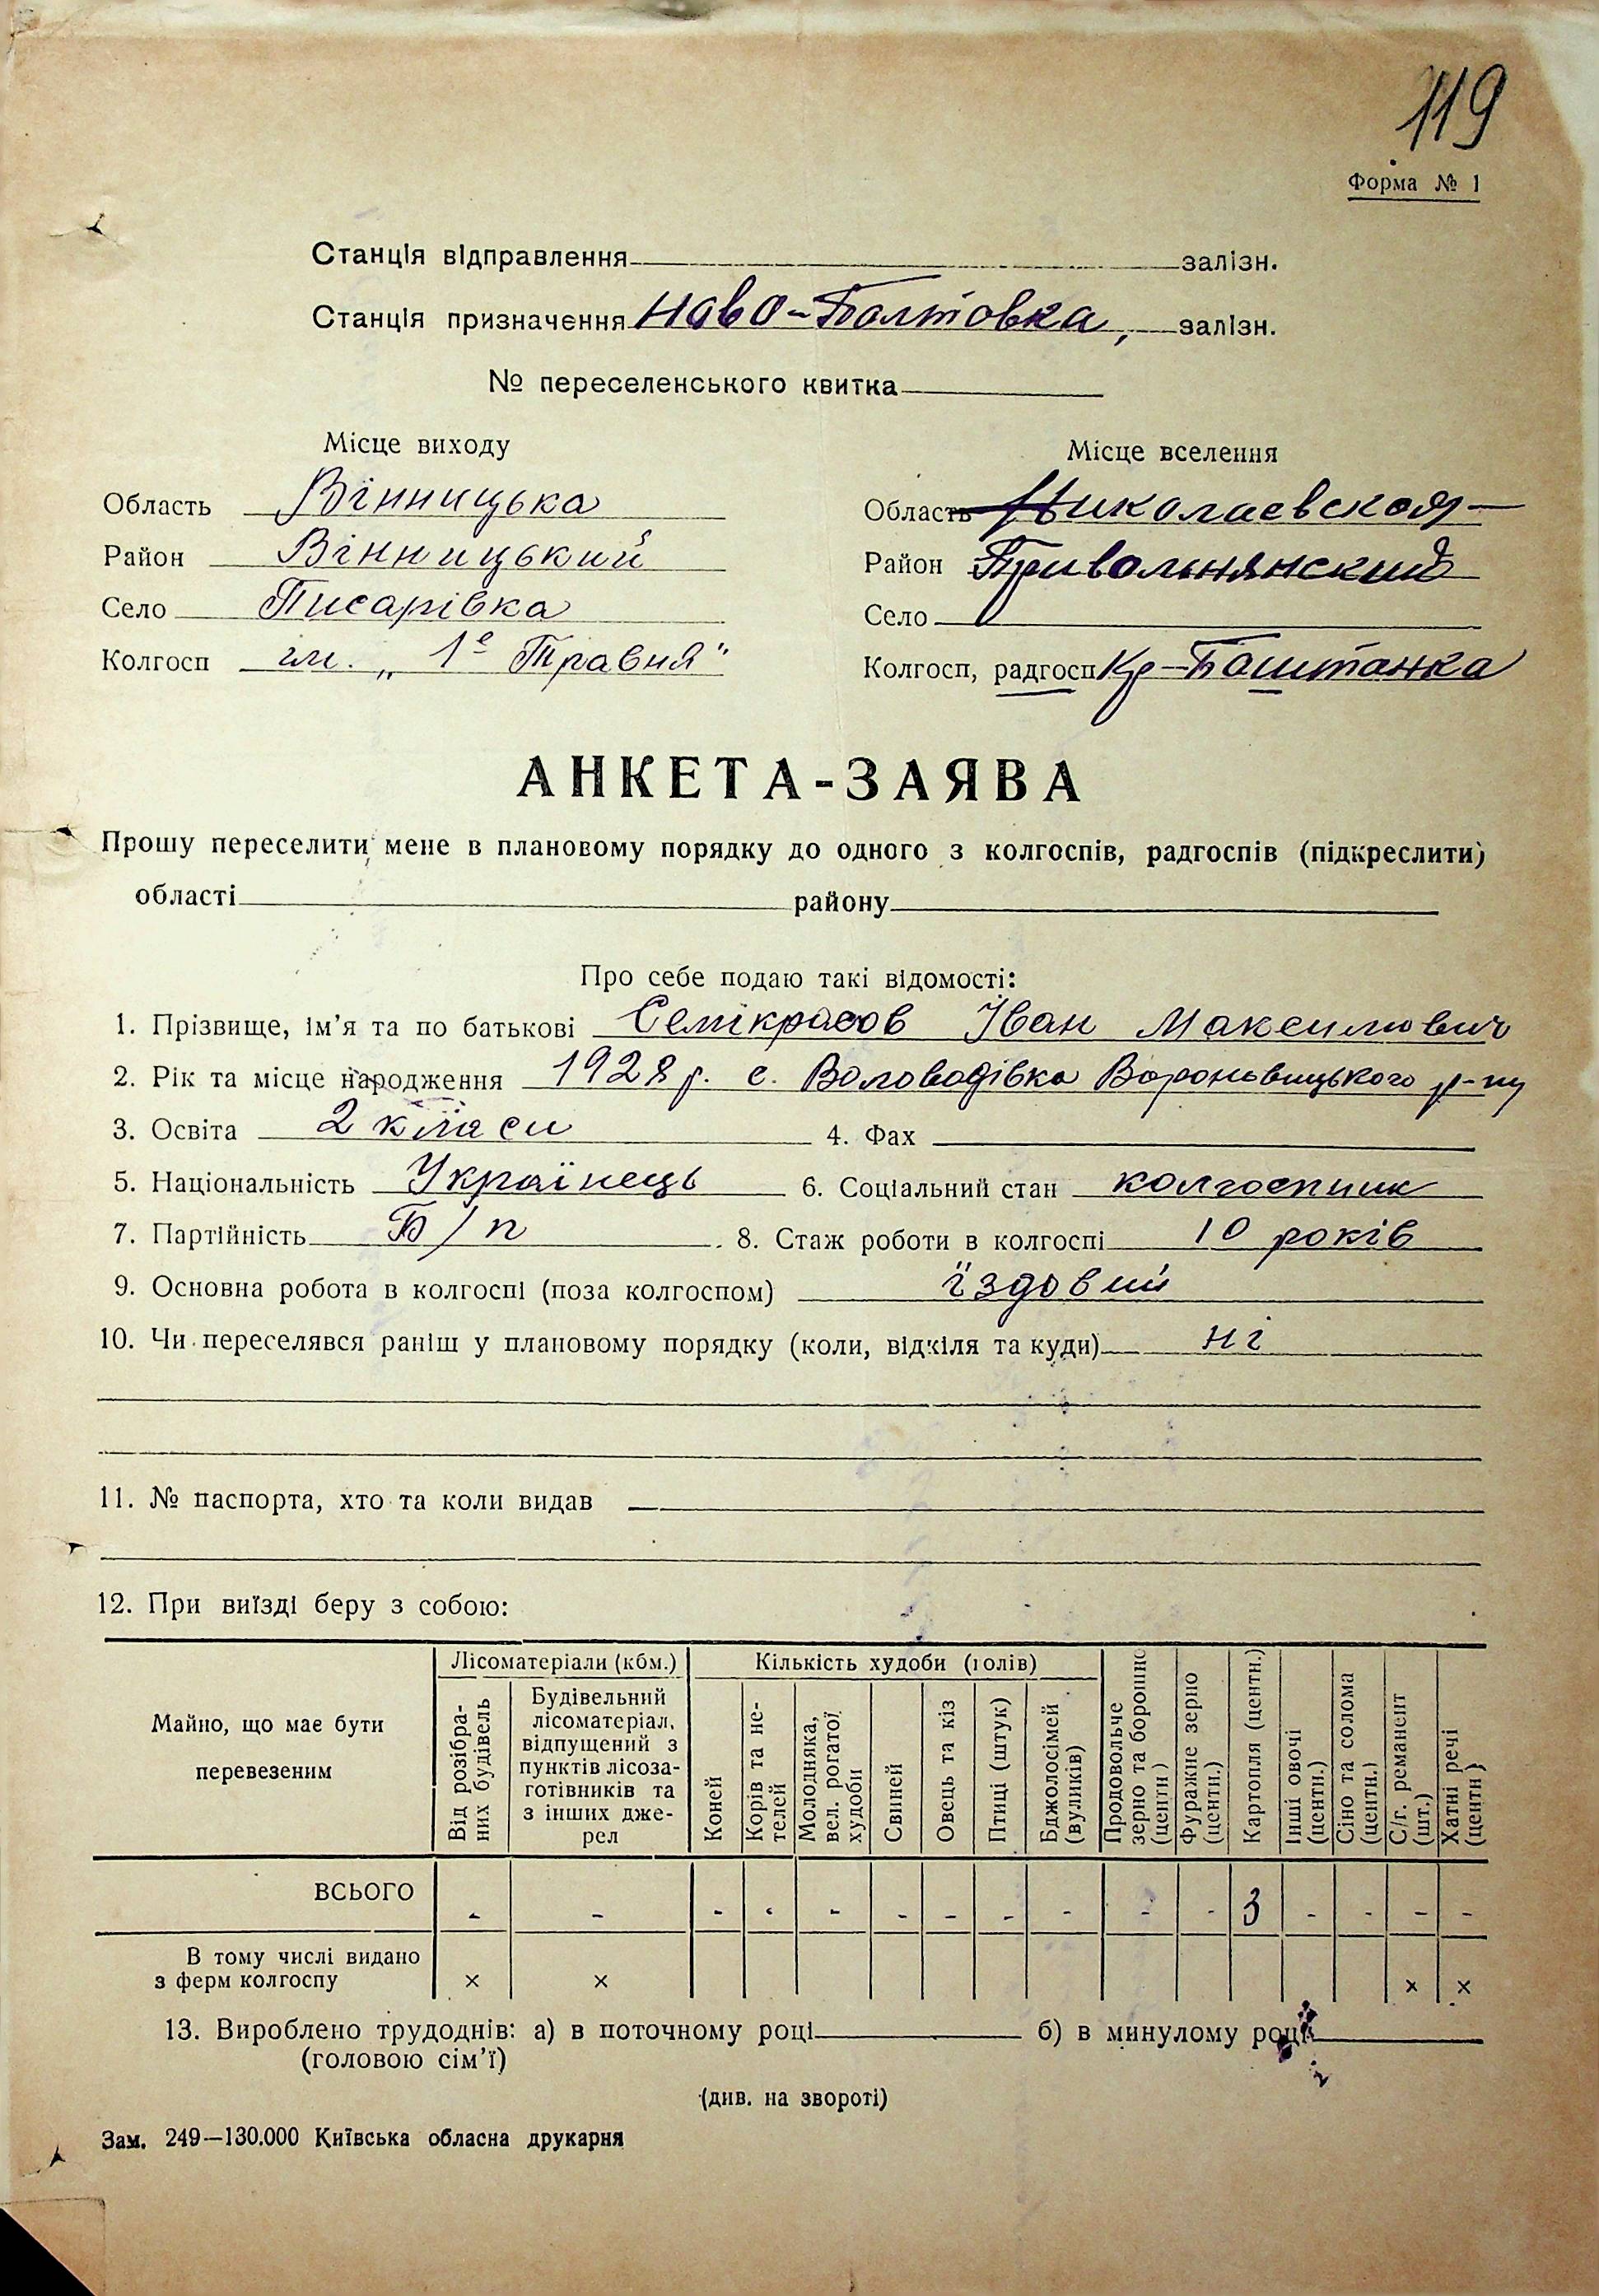 119
Форма № 1
Станція відправлення залізн.
Станція призначення Ново-Полтовка, залізн.
№ переселенського квитка
Місце виходу
Місце вселення
Область Вінницька
Область Николаевская
Район Вінницький
Район Привольнянский
Село Писарівка
Село
Колгосп ім. „1е Травня"
Колгосп, радгосп Кр-Баштанка
АНКЕТА-ЗАЯВА
Прошу переселити мене в плановому порядку до одного з колгоспів, радгоспів (підкреслити)
області району
Про себе подаю такі відомості:
1. Прізвище, ім'я та по батькові Семікрасов Іван Максимович
2. Рік та місце народження 1928 р. с. Воловодівка Вороновицького р-ну
3. Освіта 2 класи 4. Фах
5. Національність Українець 6. Соціальний стан колгоспник
7. Партійність Б/п 8. Стаж роботи в колгоспі 10 років
9. Основна робота в колгоспі (поза колгоспом) їздовий
10. Чи переселявся раніш у плановому порядку (коли, відкіля та куди) ні
11. № паспорта, хто та коли видав
12. При виїзді беру з собою:
Майно, що має бути перевезеним
Лісоматеріали (кбм.)
Від розібраних будівель
Будівельний лісоматеріал, відпущений з пунктів лісозаготівників та з інших джерел
Кількість худоби (голів)
Коней
Корів та нетелей
Молодняка, вел. рогатої худоби
Свиней
Овець та кіз
Птиці (штук)
Бджолосімей (вуликів)
Продовольче зерно та борошно (центн.)
Фуражне зерно (центн.)
Картопля (центн.)
Інші овочі (центн.)
Сіно та солома (центн.)
С/г. реманент (шт.)
Хатні речі (центн)
ВСЬОГО - - - - - - - - - - - 3 - - - -
В тому числі видано з ферм колгоспу × × × ×
13. Вироблено трудоднів: а) в поточному році б) в минулому році
(головою сім'ї)
(див. на звороті)
Зам. 249—130.000 Київська обласна друкарня